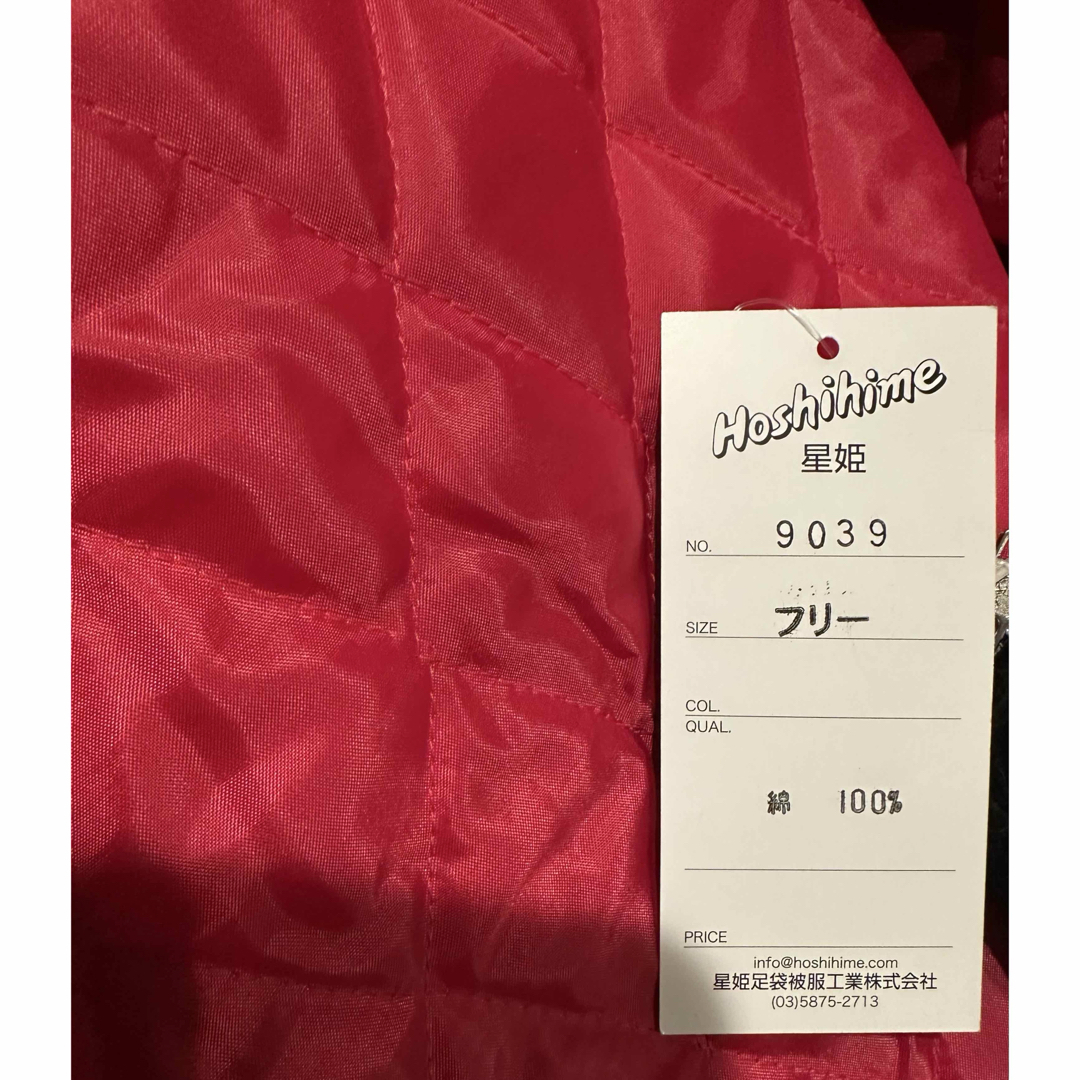 Hoshihime
星姫
NO. 9039
SIZE フリー
COL.
QUAL.
綿 100%
PRICE
info@hoshihime.com
星姫足袋被服工業株式会社
(03)5875-2713